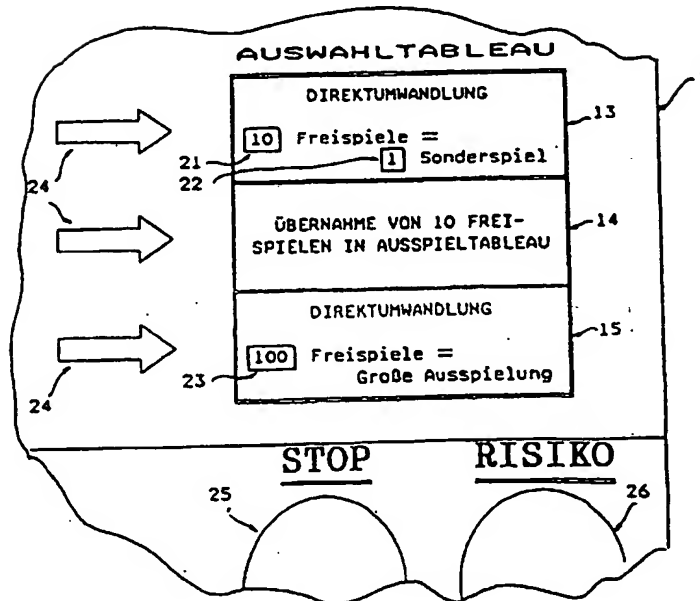 AUSWAHLTABLEAU
DIREKTUMWANDLUNG
13
10 Freispiele =
21
1 Sonderspiel
22
24
ÜBERNAHME VON 10 FREI-
SPIELEN IN AUSSPIELTABLEAU
14
DIREKTUMWANDLUNG
15
100 Freispiele =
23
Große Ausspielung
24
STOP RISIKO
25
26